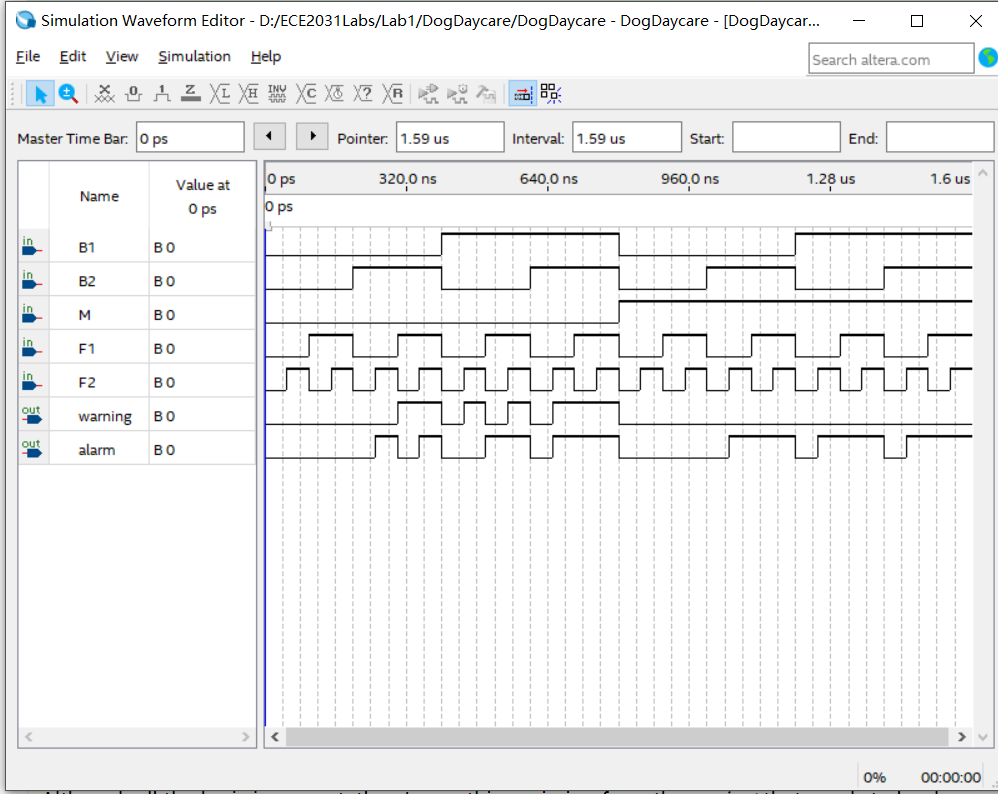 Simulation Waveform Editor - D:/ECE2031Labs/Lab1/DogDaycare/DogDaycare - DogDaycare - [DogDaycar...
File Edit View Simulation Help
Search altera.com
Master Time Bar: 0 ps Pointer: 1.59 us Interval: 1.59 us Start: End:
Name Value at 0 ps
0 ps 320.0 ns 640.0 ns 960.0 ns 1.28 us 1.6 us
0 ps
in B1 B 0
in B2 B 0
in M B 0
in F1 B 0
in F2 B 0
out warning B 0
out alarm B 0
0% 00:00:00